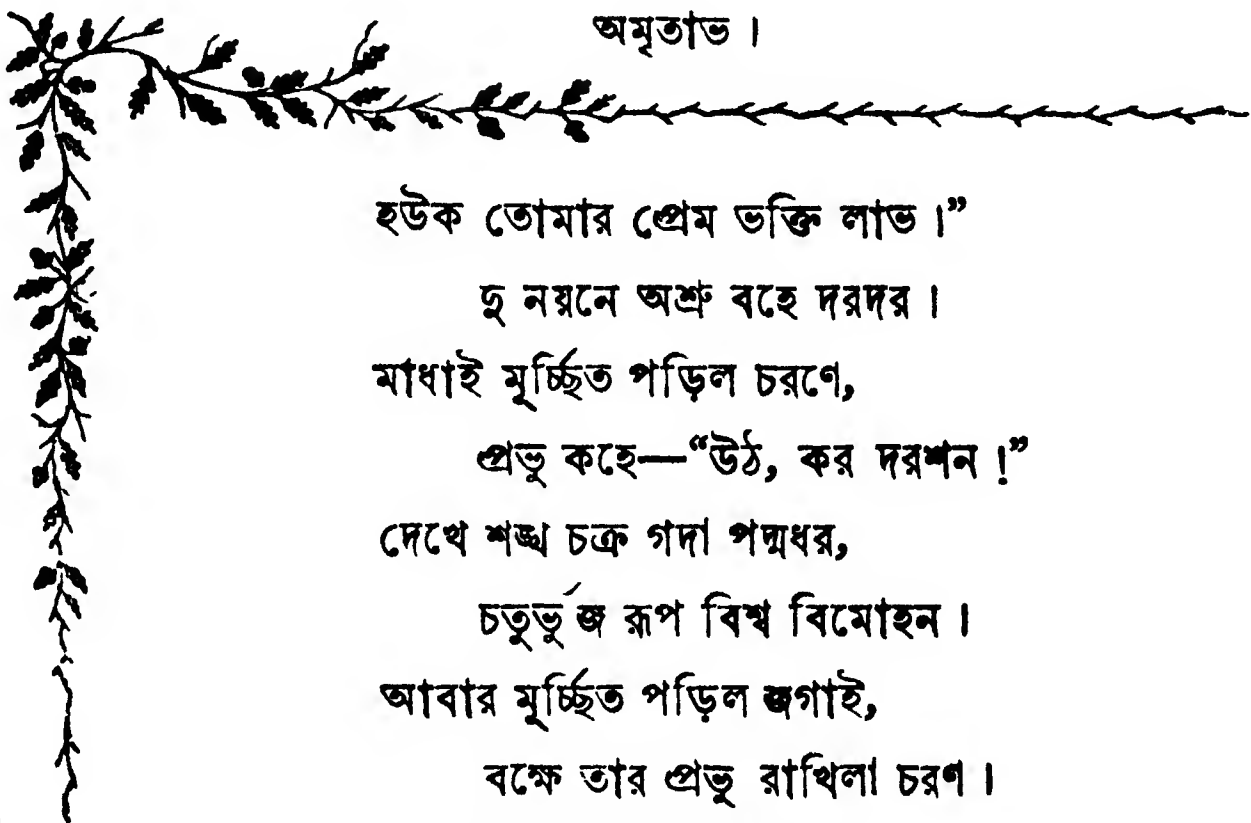 অমৃতাভ ।
হউক তোমার প্রেম ভক্তি লাভ ।”
দু নয়নে অশ্রু বহে দরদর ।
মাধাই মূর্চ্ছিত পড়িল চরণে,
প্রভু কহে—“উঠ, কর দরশন !”
দেখে শঙ্খ চক্র গদা পদ্মধর,
চতুর্ভুজ রূপ বিশ্ব বিমোহন ।
আবার মূর্চ্ছিত পড়িল জগাই,
বক্ষে তার প্রভু রাখিলা চরণ ।